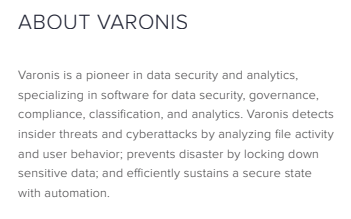 ABOUT VARONIS
Varonis is a pioneer in data security and analytics,
specializing in software for data security, governance,
compliance, classification, and analytics. Varonis detects
insider threats and cyberattacks by analyzing file activity
and user behavior; prevents disaster by locking down
sensitive data; and efficiently sustains a secure state
with automation.